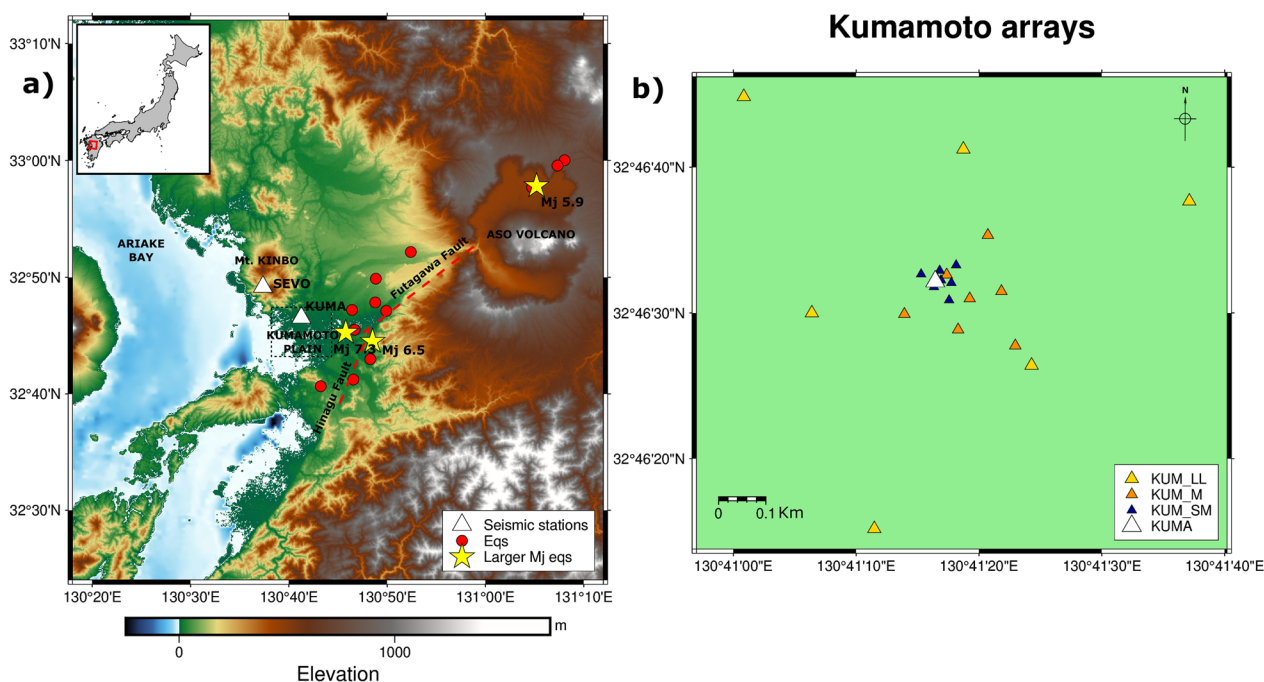 Kumamoto arrays
a)
33°10'E
33°00'E
32°50'E
32°40'E
32°30'E
130°20'E
130°30'E
130°40'E
130°50'E
131°00'E
131°10'E
ARIAKE
BAY
Mt. KINBO
SEVO
KUMA
KUMAMOTO
PLAIN
Mj 7.3
Mj 6.5
Mj 5.9
ASO VOLCANO
Futagawa Fault
Hinagu Fault
Seismic stations
Eqs
Larger Mj eqs
m
0
1000
Elevation
b)
N
32°46'40"N
32°46'30"N
32°46'20"N
130°41'00"E
130°41'10"E
130°41'20"E
130°41'30"E
130°41'40"E
0
0.1 Km
KUM_LL
KUM_M
KUM_SM
KUMA